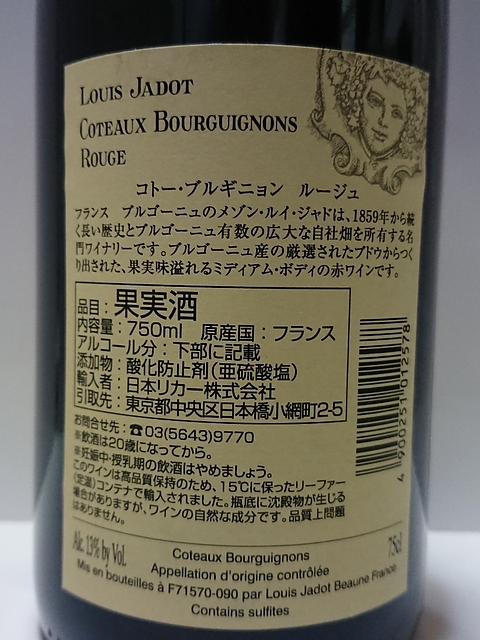 LOUIS JADOT
COTEAUX BOURGUIGNONS
ROUGE
コトー・ブルギニョン ルージュ
フランス ブルゴーニュのメゾン・ルイ・ジャドは、1859年から続
く長い歴史とブルゴーニュ有数の広大な自社畑を所有する名
門ワイナリーです。ブルゴーニュ産の厳選されたブドウからつく
り出された、果実味溢れるミディアム・ボディの赤ワインです。
品目：果実酒
内容量：750ml 原産国：フランス
アルコール分：下部に記載
添加物：酸化防止剤(亜硫酸塩)
輸入者：日本リカー株式会社
引取先：東京都中央区日本橋小網町2-5
お問合せ先：☎03(5643)9770
※飲酒は20歳になってから。
※妊娠中・授乳期の飲酒はやめましょう。
このワインは高品質保持のため、15℃に保ったリーファー
(定温)コンテナで輸入されました。瓶底に沈殿物が生じる
場合がありますが、ワインの自然な成分です。品質上問題
はありません。
4 900251 012578
Alc. 13% by Vol.
75cl
Coteaux Bourguignons
Appellation d'origine contrôlée
Mis en bouteilles à F71570-090 par Louis Jadot Beaune France
Contains sulfites